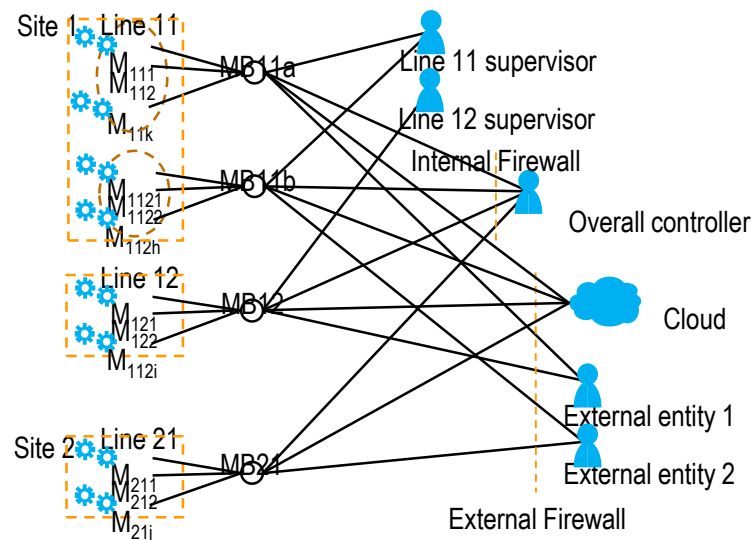 Site 1
Line 11
M111
M112
M11k
MB11a
Line 11 supervisor
Line 12 supervisor
Internal Firewall
M1121
M1122
M112h
MB11b
Overall controller
Line 12
M121
M122
M112i
MB12
Cloud
External entity 1
Site 2
Line 21
M211
M212
M21j
MB21
External entity 2
External Firewall